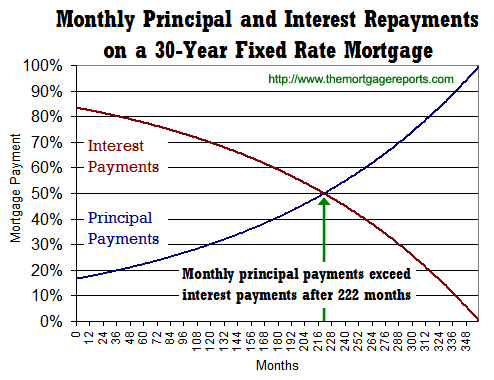 Monthly Principal and Interest Repayments
on a 30-Year Fixed Rate Mortgage
http://www.themortgagereports.com
100%
90%
80%
70%
60%
50%
40%
30%
20%
10%
0%
Mortgage Payment
Interest
Payments
Principal
Payments
Monthly principal payments exceed
interest payments after 222 months
0 12 24 36 48 60 72 84 96 108 120 132 144 156 168 180 192 204 216 228 240 252 264 276 288 300 312 324 336 348
Months